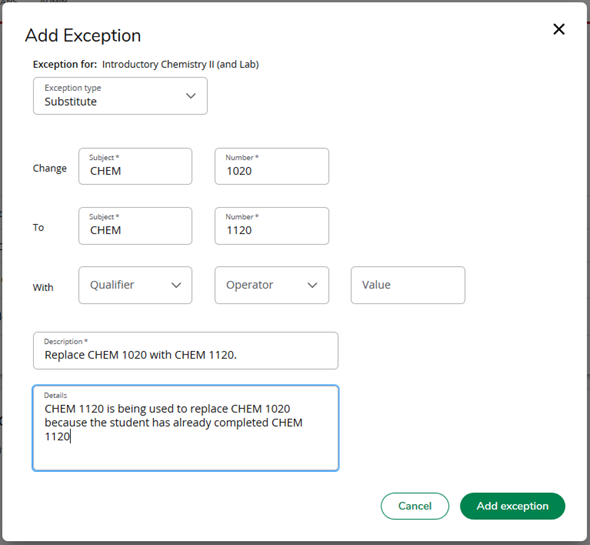 Add Exception
Exception for: Introductory Chemistry II (and Lab)
Exception type
Substitute
Change
Subject *
CHEM
Number *
1020
To
Subject *
CHEM
Number *
1120
With
Qualifier
Operator
Value
Description *
Replace CHEM 1020 with CHEM 1120.
Details
CHEM 1120 is being used to replace CHEM 1020
because the student has already completed CHEM
1120
Cancel
Add exception